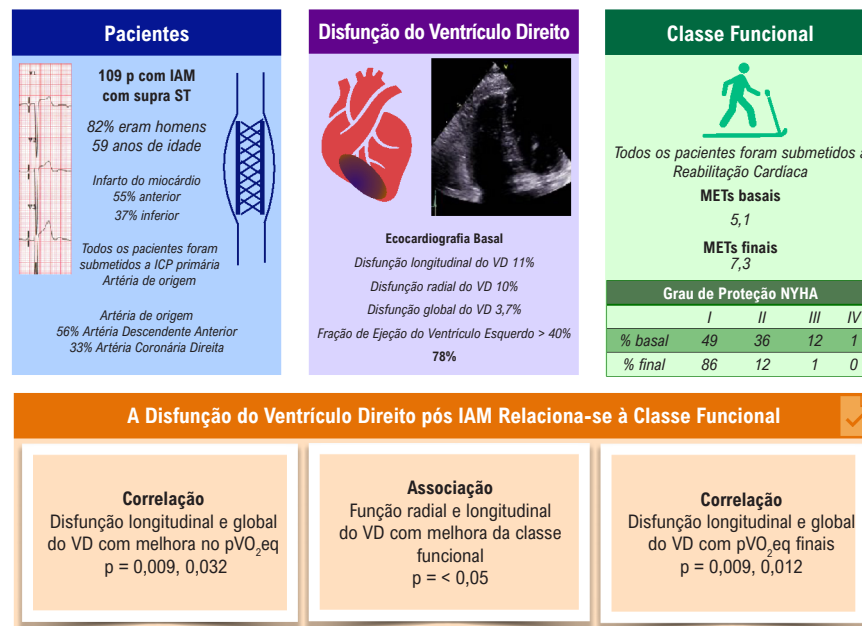 Pacientes
109 p com IAM
com supra ST
82% eram homens
59 anos de idade
Infarto do miocárdio
55% anterior
37% inferior
Todos os pacientes foram
submetidos a ICP primária
Artéria de origem
Artéria de origem
56% Artéria Descendente Anterior
33% Artéria Coronária Direita
Disfunção do Ventrículo Direito
Ecocardiografia Basal
Disfunção longitudinal do VD 11%
Disfunção radial do VD 10%
Disfunção global do VD 3,7%
Fração de Ejeção do Ventrículo Esquerdo > 40%
78%
Classe Funcional
Todos os pacientes foram submetidos a
Reabilitação Cardíaca
METs basais
5,1
METs finais
7,3
Grau de Proteção NYHA
I II III IV
% basal 49 36 12 1
% final 86 12 1 0
A Disfunção do Ventrículo Direito pós IAM Relaciona-se à Classe Funcional
Correlação
Disfunção longitudinal e global
do VD com melhora no pVO₂eq
p = 0,009, 0,032
Associação
Função radial e longitudinal
do VD com melhora da classe
funcional
p = < 0,05
Correlação
Disfunção longitudinal e global
do VD com pVO₂eq finais
p = 0,009, 0,012